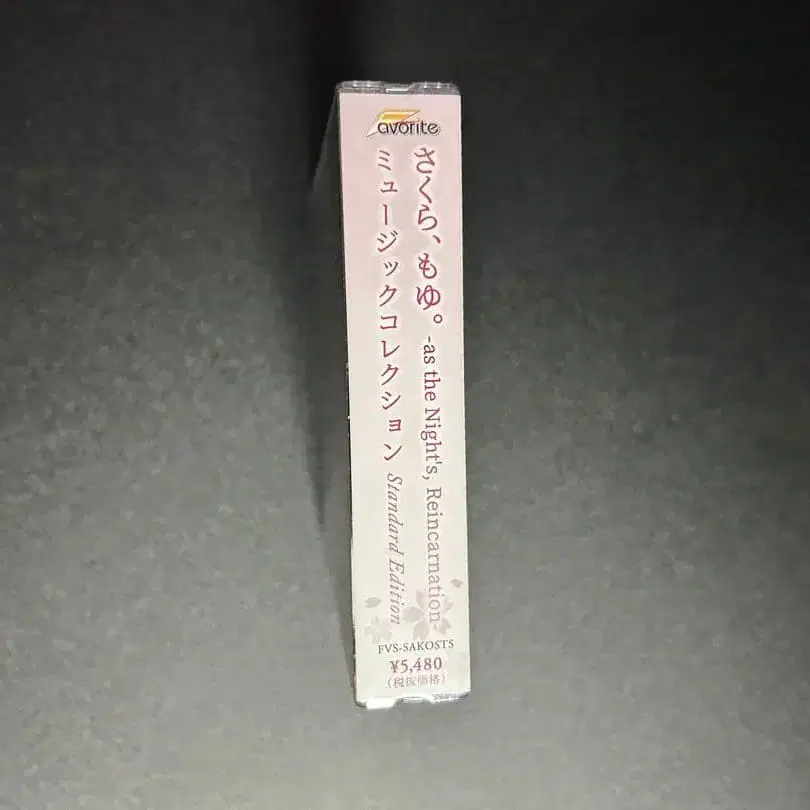 Favorite
さくら、もゆ。-as the Night's, Reincarnation-
ミュージックコレクション Standard Edition
FVS-SAKOSTS
¥5,480
（税抜価格）